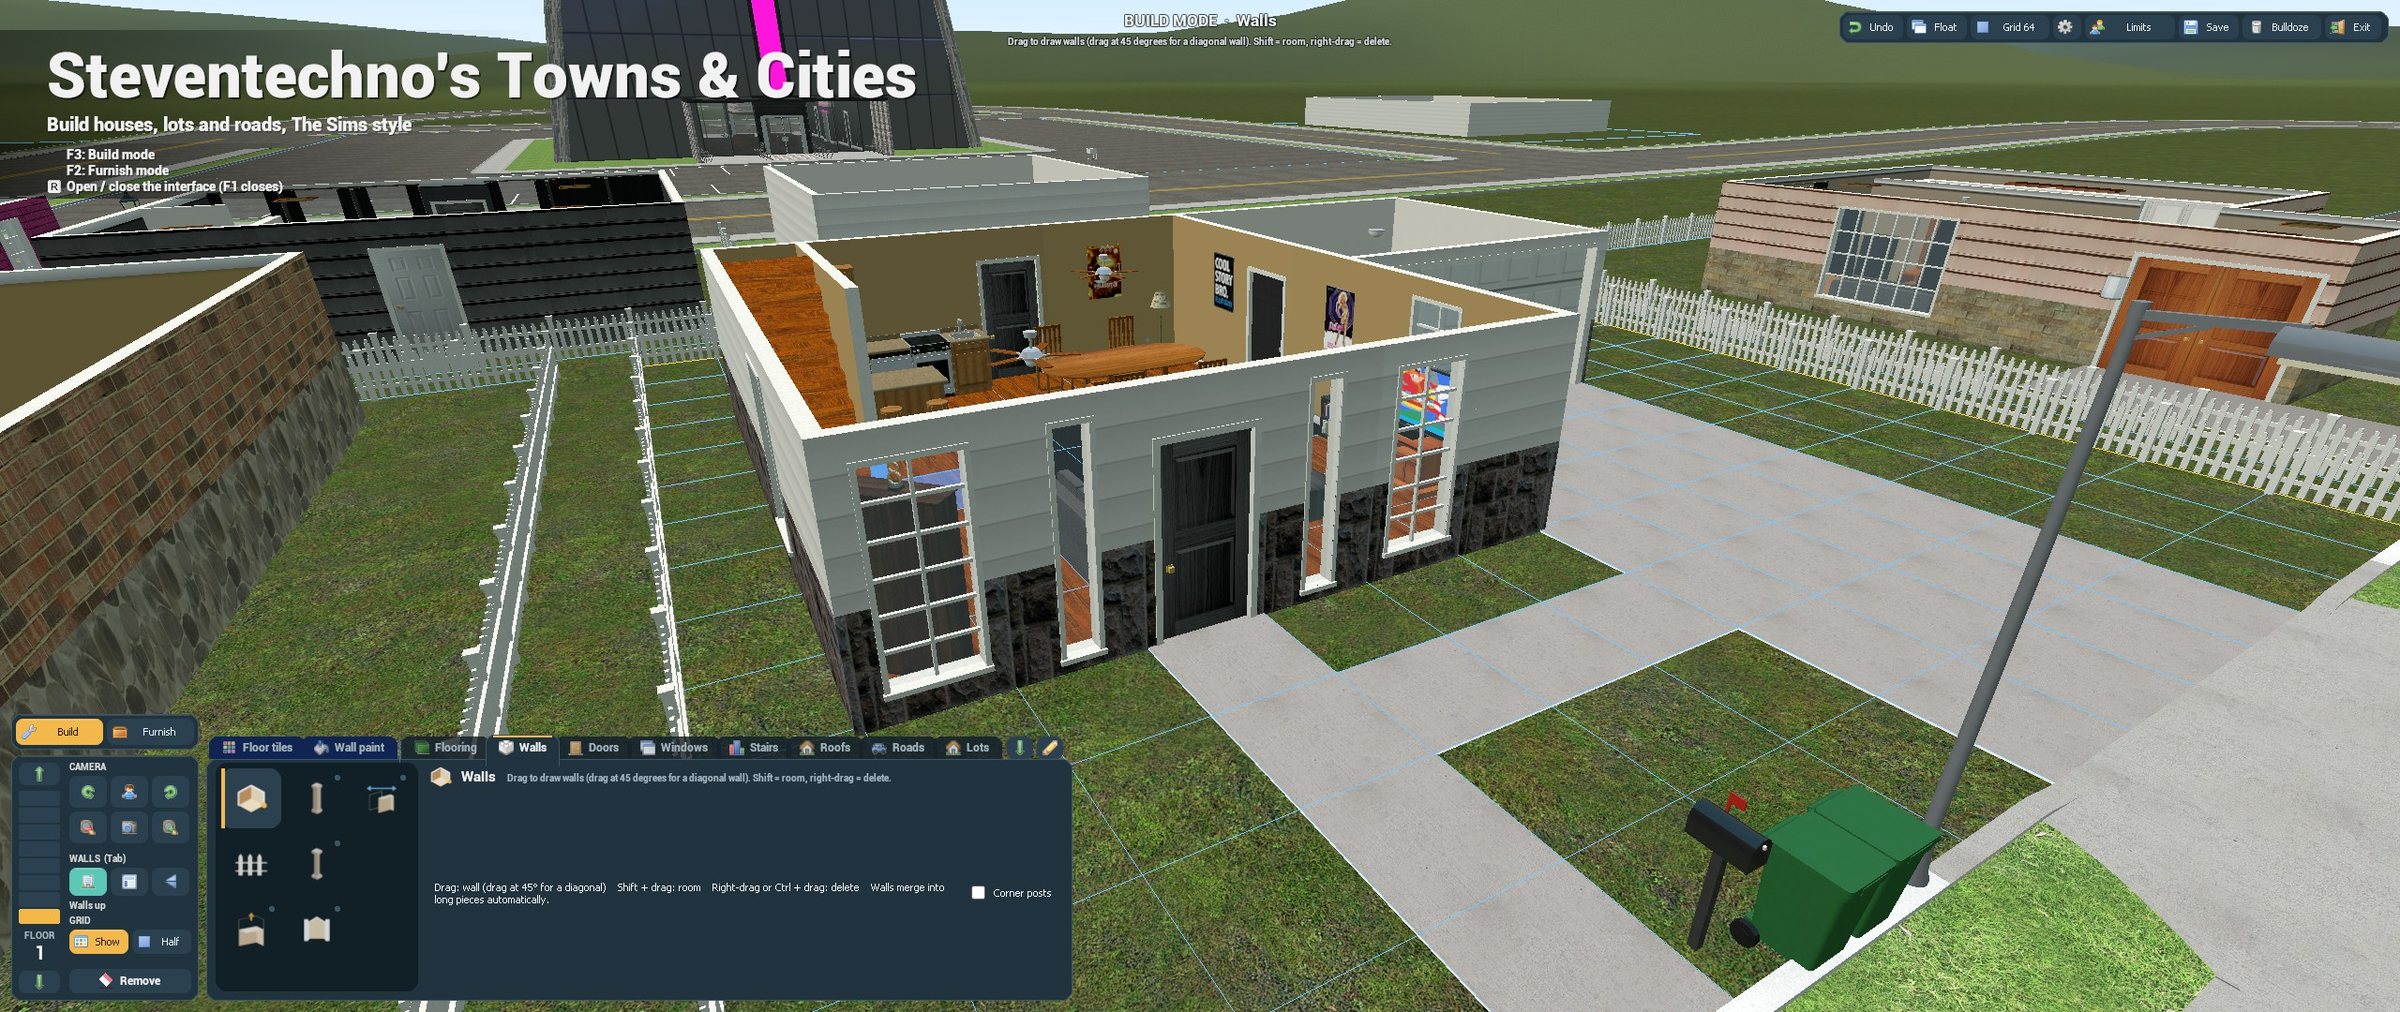 BUILD MODE - Walls
Drag to draw walls (drag at 45 degrees for a diagonal wall). Shift = room, right-drag = delete.
Undo
Float
Grid 64
Limits
Save
Bulldoze
Exit
Steventechno's Towns & Cities
Build houses, lots and roads, The Sims style
F3: Build mode
F2: Furnish mode
R Open / close the interface (F1 closes)
COOL
STORY
BRO.
Build
Furnish
CAMERA
WALLS (Tab)
Walls up
GRID
Show
Half
FLOOR
1
Remove
Floor tiles
Wall paint
Flooring
Walls
Doors
Windows
Stairs
Roofs
Roads
Lots
Walls
Drag to draw walls (drag at 45 degrees for a diagonal wall). Shift = room, right-drag = delete.
Drag: wall (drag at 45° for a diagonal) Shift + drag: room Right-drag or Ctrl + drag: delete Walls merge into
long pieces automatically.
Corner posts